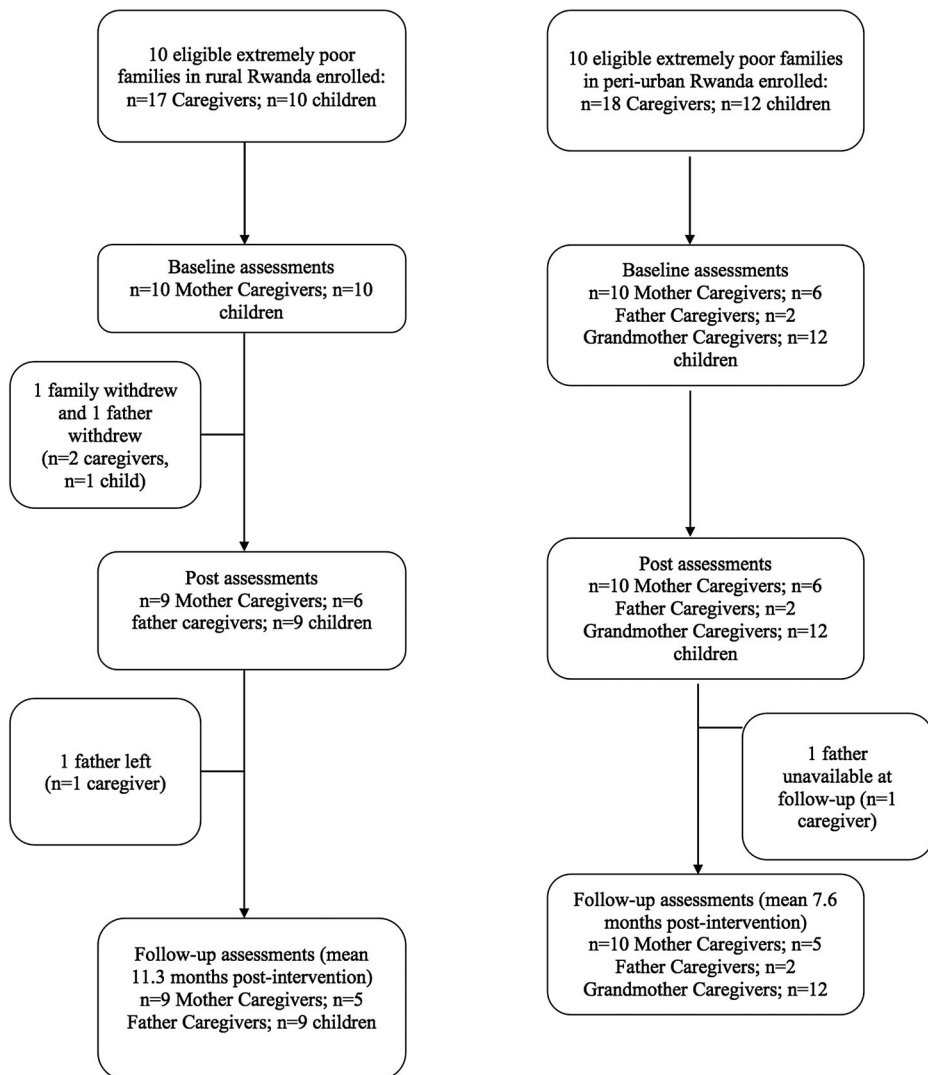 10 eligible extremely poor
families in rural Rwanda enrolled:
n=17 Caregivers; n=10 children
Baseline assessments
n=10 Mother Caregivers; n=10
children
1 family withdrew
and 1 father
withdrew
(n=2 caregivers,
n=1 child)
Post assessments
n=9 Mother Caregivers; n=6
father caregivers; n=9 children
1 father left
(n=1 caregiver)
Follow-up assessments (mean
11.3 months post-intervention)
n=9 Mother Caregivers; n=5
Father Caregivers; n=9 children
10 eligible extremely poor families
in peri-urban Rwanda enrolled:
n=18 Caregivers; n=12 children
Baseline assessments
n=10 Mother Caregivers; n=6
Father Caregivers; n=2
Grandmother Caregivers; n=12
children
Post assessments
n=10 Mother Caregivers; n=6
Father Caregivers; n=2
Grandmother Caregivers; n=12
children
1 father
unavailable at
follow-up (n=1
caregiver)
Follow-up assessments (mean 7.6
months post-intervention)
n=10 Mother Caregivers; n=5
Father Caregivers; n=2
Grandmother Caregivers; n=12